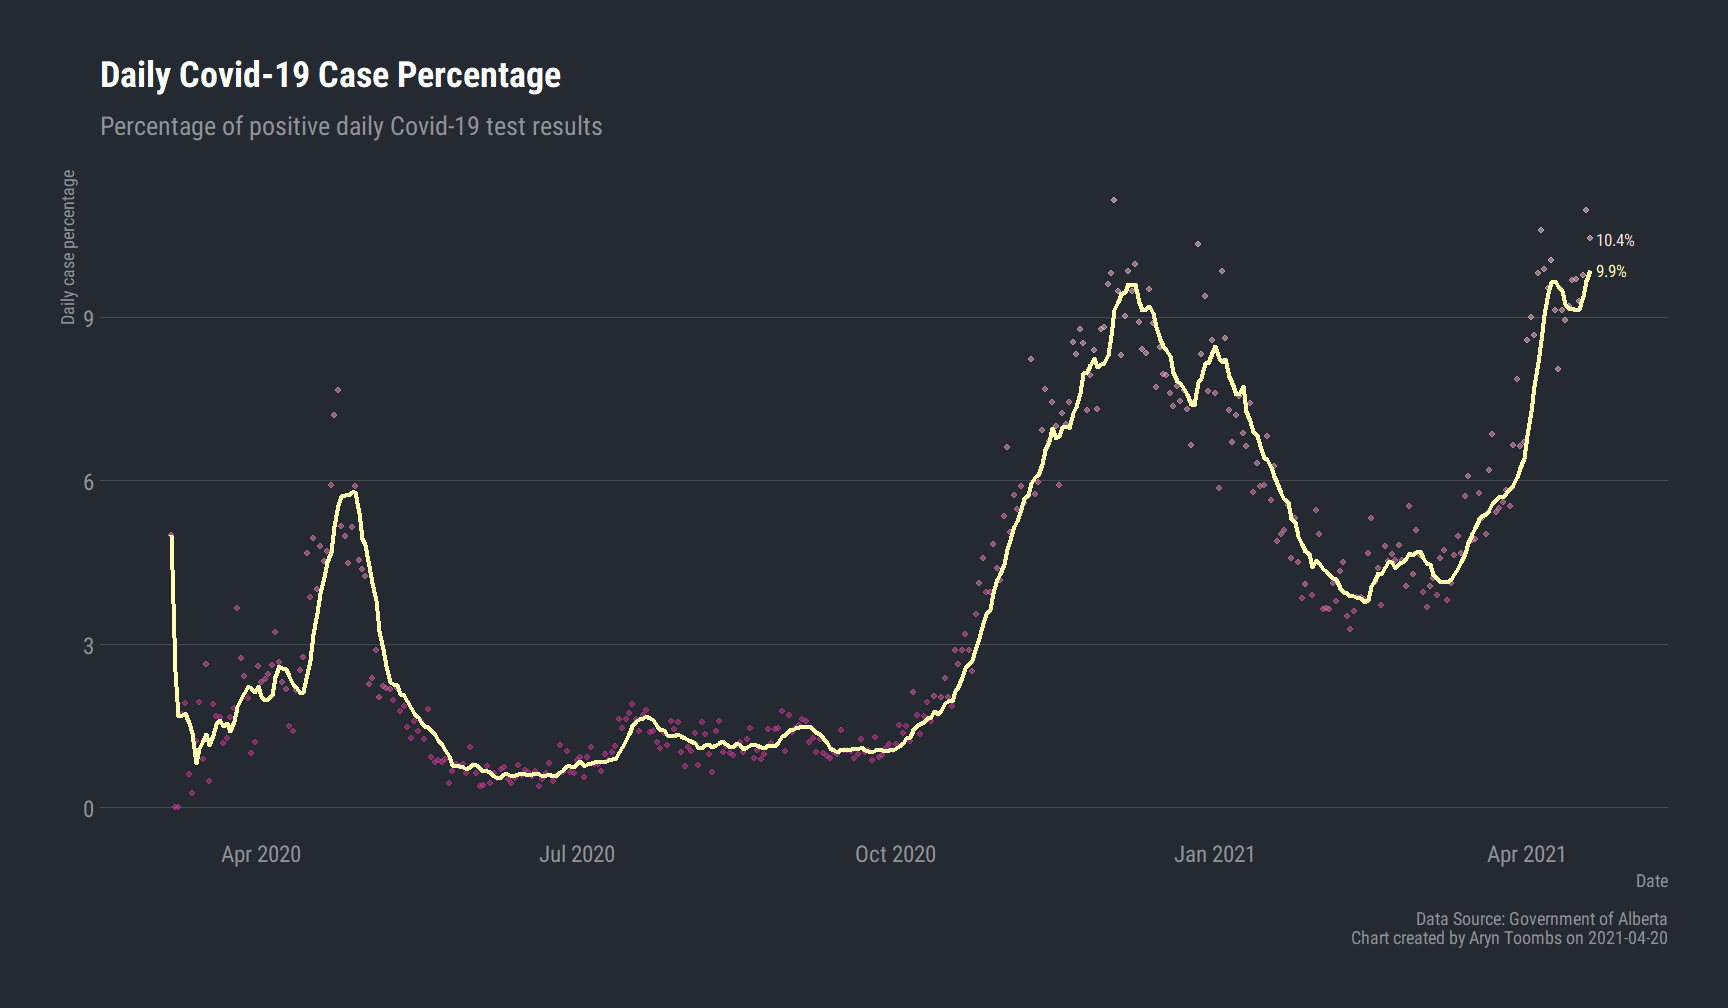 Daily Covid-19 Case Percentage
Percentage of positive daily Covid-19 test results
Daily case percentage
10.4%
9.9%
9
6
3
0
Apr 2020
Jul 2020
Oct 2020
Jan 2021
Apr 2021
Date
Data Source: Government of Alberta
Chart created by Aryn Toombs on 2021-04-20